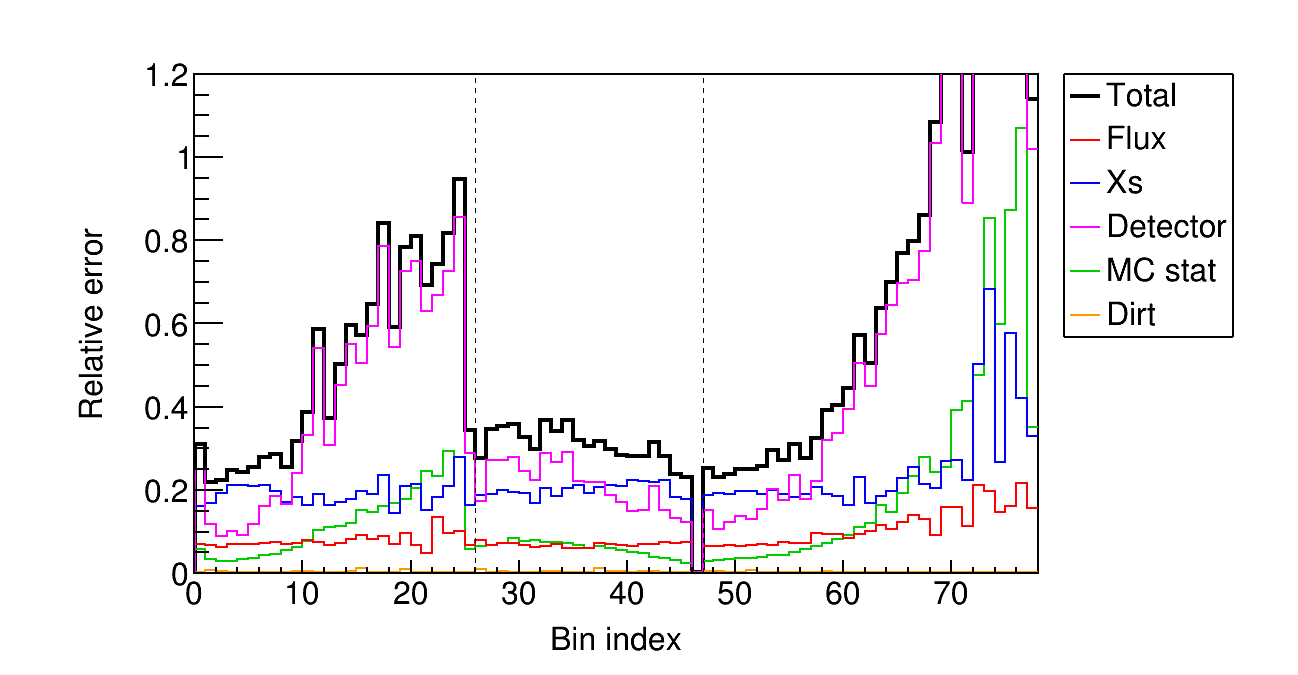 1.2
1
0.8
0.6
0.4
0.2
0
Relative error
0 10 20 30 40 50 60 70
Bin index
Total
Flux
Xs
Detector
MC stat
Dirt